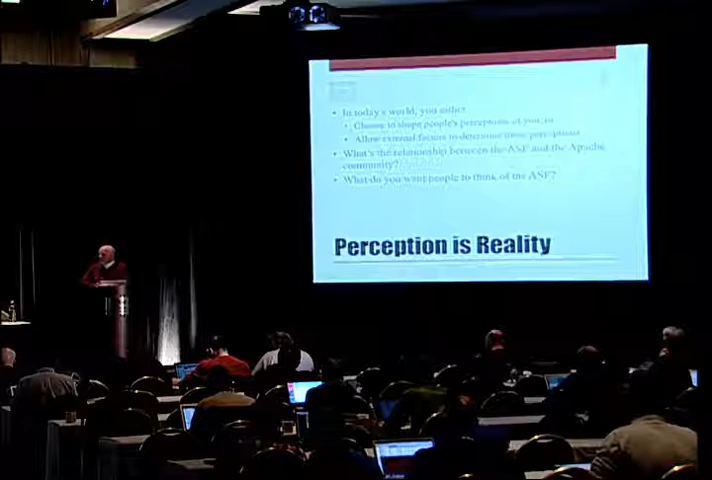 • In today's world, you either
• Choose to shape people's perceptions of you, or
• Allow external factors to determine those perceptions
• What's the relationship between the ASF and the Apache
community?
• What do you want people to think of the ASF?
Perception is Reality